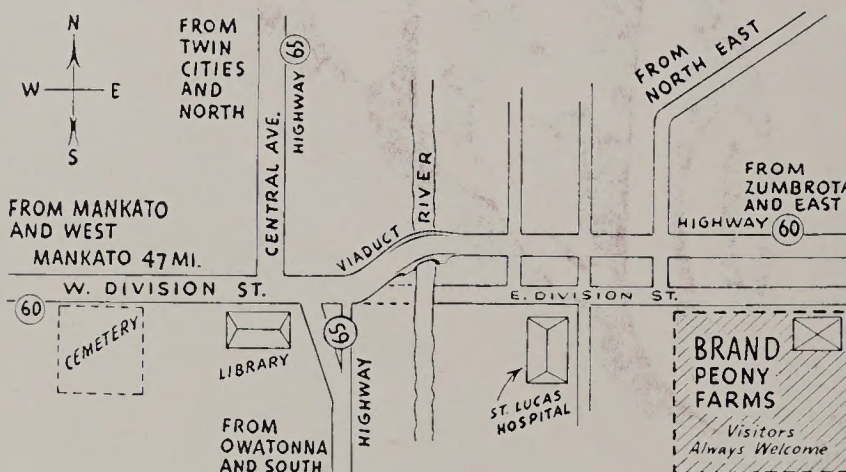 N
W E
S
FROM
TWIN
CITIES
AND
NORTH
CENTRAL AVE.
HIGHWAY 65
RIVER
VIADUCT
FROM
NORTH EAST
FROM
ZUMBROTA
AND EAST
HIGHWAY 60
FROM MANKATO
AND WEST
MANKATO 47 MI.
W. DIVISION ST.
60
E. DIVISION ST.
CEMETERY
LIBRARY
65
HIGHWAY
FROM
OWATONNA
AND SOUTH
ST. LUCAS
HOSPITAL
BRAND
PEONY
FARMS
Visitors
Always Welcome